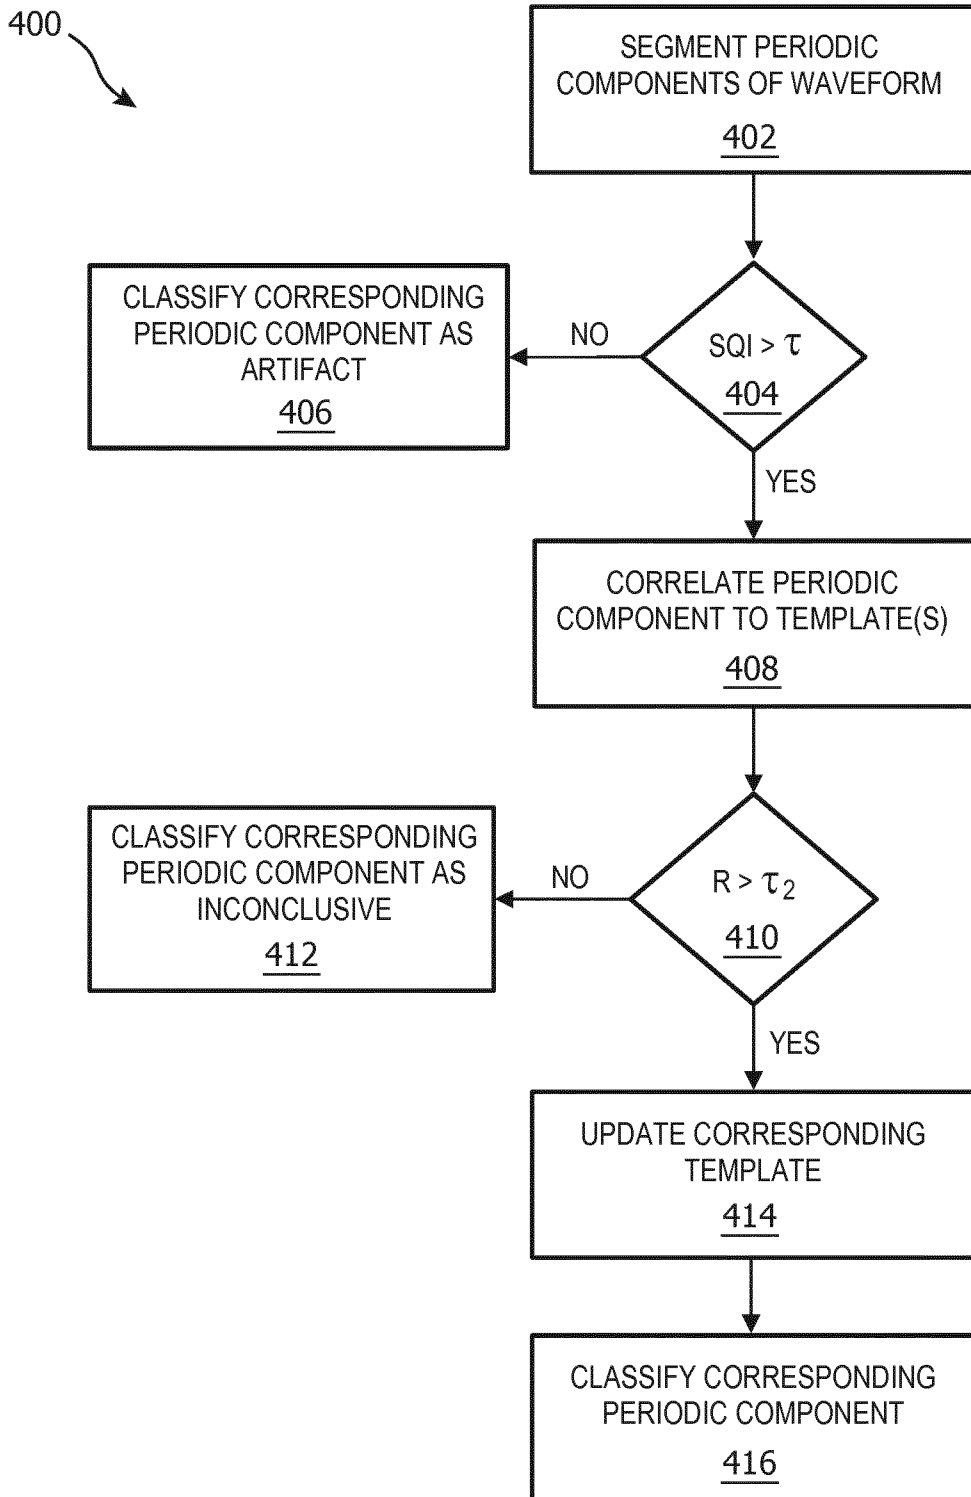 400
SEGMENT PERIODIC
COMPONENTS OF WAVEFORM
402
CLASSIFY CORRESPONDING
PERIODIC COMPONENT AS
ARTIFACT
406
NO
SQI > τ
404
YES
CORRELATE PERIODIC
COMPONENT TO TEMPLATE(S)
408
CLASSIFY CORRESPONDING
PERIODIC COMPONENT AS
INCONCLUSIVE
412
NO
R > τ₂
410
YES
UPDATE CORRESPONDING
TEMPLATE
414
CLASSIFY CORRESPONDING
PERIODIC COMPONENT
416